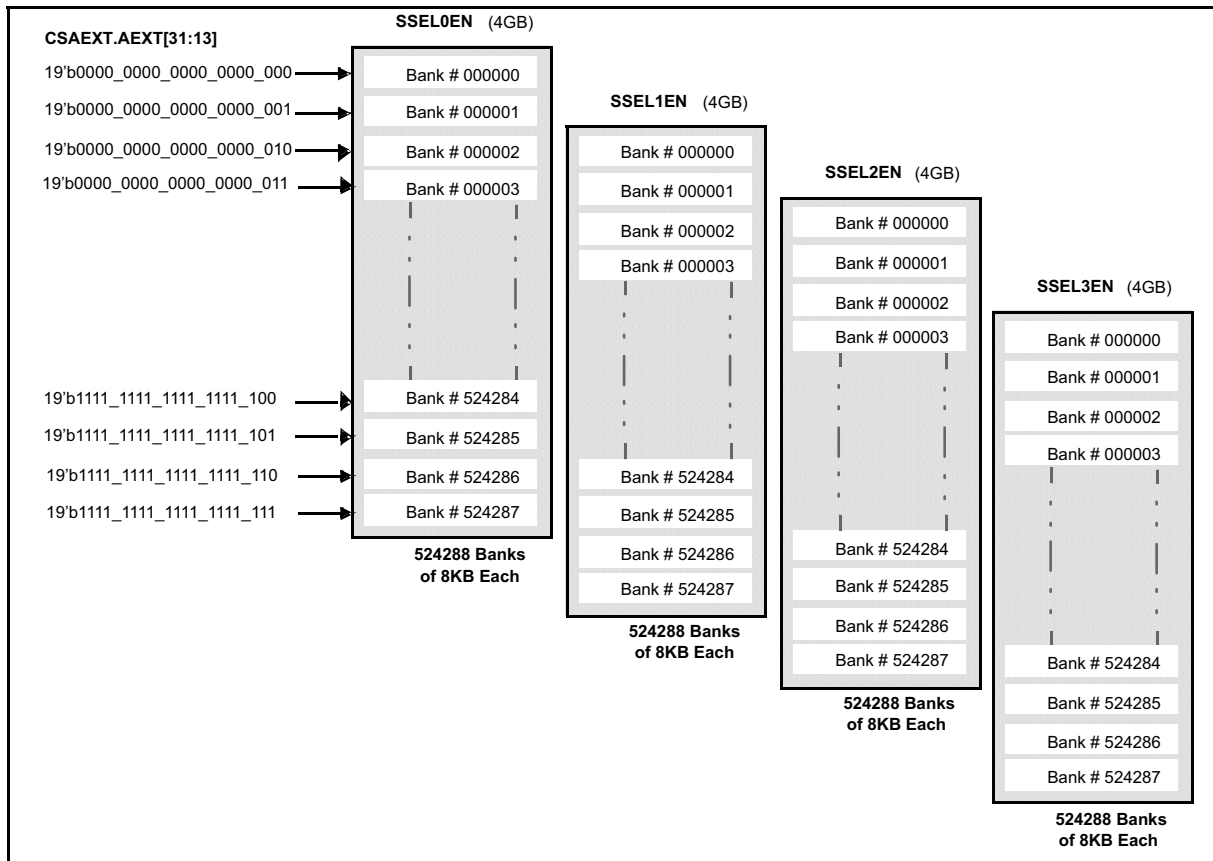 CSAEXT.AEXT[31:13]
19'b0000_0000_0000_0000_000
19'b0000_0000_0000_0000_001
19'b0000_0000_0000_0000_010
19'b0000_0000_0000_0000_011
19'b1111_1111_1111_1111_100
19'b1111_1111_1111_1111_101
19'b1111_1111_1111_1111_110
19'b1111_1111_1111_1111_111
SSEL0EN (4GB)
Bank # 000000
Bank # 000001
Bank # 000002
Bank # 000003
Bank # 524284
Bank # 524285
Bank # 524286
Bank # 524287
524288 Banks
of 8KB Each
SSEL1EN (4GB)
Bank # 000000
Bank # 000001
Bank # 000002
Bank # 000003
Bank # 524284
Bank # 524285
Bank # 524286
Bank # 524287
524288 Banks
of 8KB Each
SSEL2EN (4GB)
Bank # 000000
Bank # 000001
Bank # 000002
Bank # 000003
Bank # 524284
Bank # 524285
Bank # 524286
Bank # 524287
524288 Banks
of 8KB Each
SSEL3EN (4GB)
Bank # 000000
Bank # 000001
Bank # 000002
Bank # 000003
Bank # 524284
Bank # 524285
Bank # 524286
Bank # 524287
524288 Banks
of 8KB Each